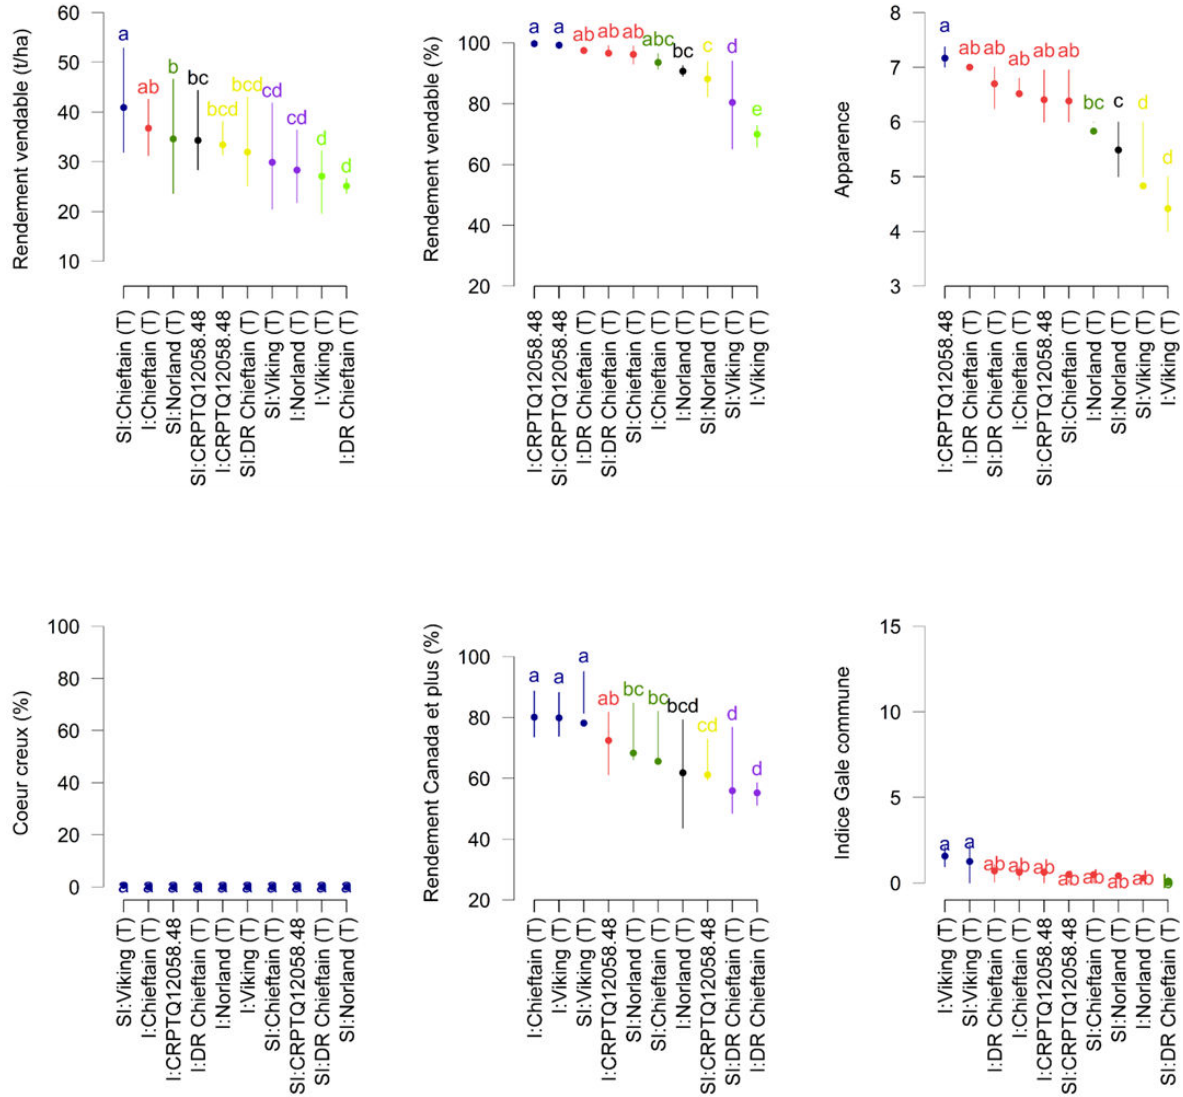 Rendement vendable (t/ha)
60
50
40
30
20
10
a
ab
b
bc
bcd
bcd
cd
cd
d
d
SI:Chieftain (T)
I:Chieftain (T)
SI:Norland (T)
SI:CRPTQ12058.48
I:CRPTQ12058.48
SI:DR Chieftain (T)
SI:Viking (T)
I:Norland (T)
I:Viking (T)
I:DR Chieftain (T)
Rendement vendable (%)
100
80
60
40
20
a
a
ab
ab
ab
abc
bc
c
d
e
I:CRPTQ12058.48
SI:CRPTQ12058.48
I:DR Chieftain (T)
SI:DR Chieftain (T)
SI:Chieftain (T)
I:Chieftain (T)
I:Norland (T)
SI:Norland (T)
SI:Viking (T)
I:Viking (T)
Apparence
8
7
6
5
4
3
a
ab
ab
ab
ab
ab
bc
c
d
d
I:CRPTQ12058.48
I:DR Chieftain (T)
SI:DR Chieftain (T)
I:Chieftain (T)
SI:CRPTQ12058.48
SI:Chieftain (T)
I:Norland (T)
SI:Norland (T)
SI:Viking (T)
I:Viking (T)
Coeur creux (%)
100
80
60
40
20
0
a
a
a
a
a
a
a
a
a
a
SI:Viking (T)
I:Chieftain (T)
I:CRPTQ12058.48
I:DR Chieftain (T)
I:Norland (T)
I:Viking (T)
SI:Chieftain (T)
SI:CRPTQ12058.48
SI:DR Chieftain (T)
SI:Norland (T)
Rendement Canada et plus (%)
100
80
60
40
20
a
a
a
ab
bc
bc
bcd
cd
d
d
I:Chieftain (T)
I:Viking (T)
SI:Viking (T)
I:CRPTQ12058.48
SI:Norland (T)
SI:Chieftain (T)
I:Norland (T)
SI:CRPTQ12058.48
SI:DR Chieftain (T)
I:DR Chieftain (T)
Indice Gale commune
15
10
5
0
a
a
ab
ab
ab
ab
ab
ab
ab
b
I:Viking (T)
SI:Viking (T)
I:DR Chieftain (T)
I:Chieftain (T)
I:CRPTQ12058.48
SI:CRPTQ12058.48
SI:Chieftain (T)
SI:Norland (T)
I:Norland (T)
SI:DR Chieftain (T)